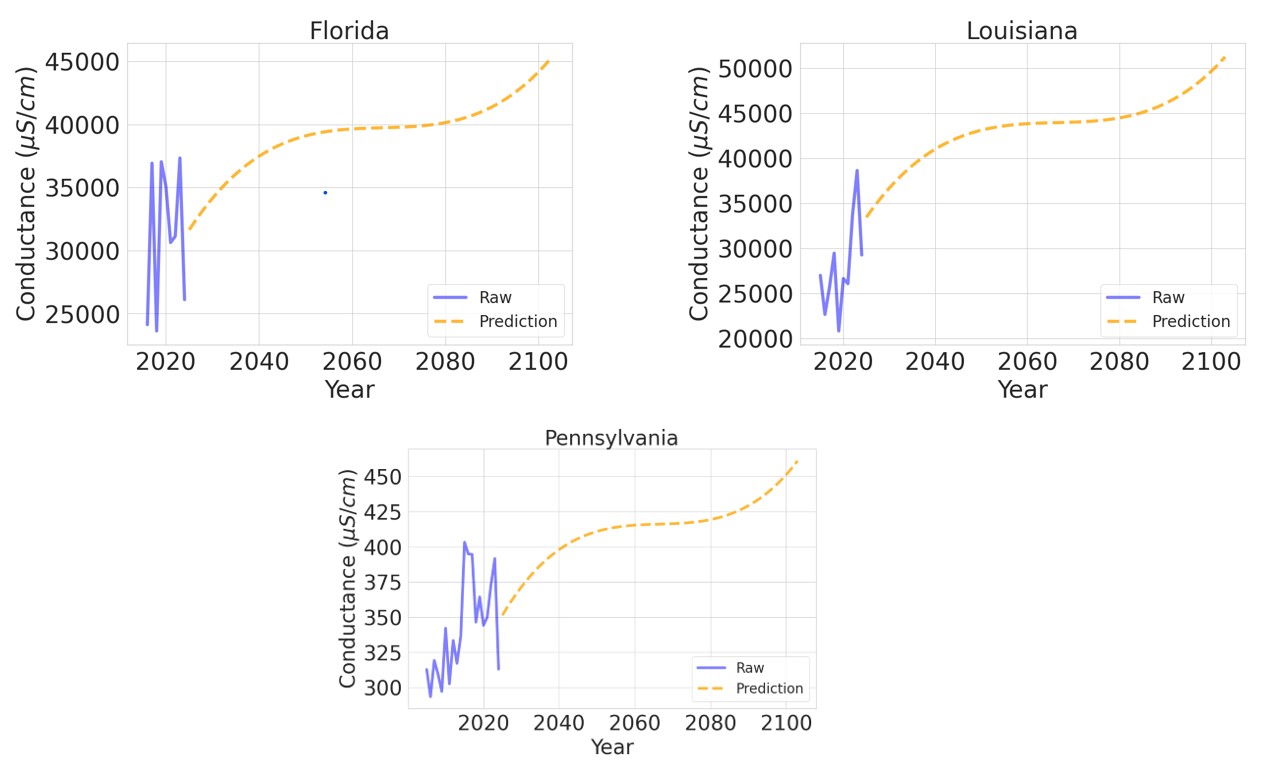 Florida
Conductance (μS/cm)
45000
40000
35000
30000
25000
2020 2040 2060 2080 2100
Year
Raw
Prediction
Louisiana
Conductance (μS/cm)
50000
45000
40000
35000
30000
25000
20000
2020 2040 2060 2080 2100
Year
Raw
Prediction
Pennsylvania
Conductance (μS/cm)
450
425
400
375
350
325
300
2020 2040 2060 2080 2100
Year
Raw
Prediction